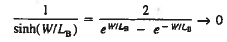 1 / sinh(W/L_B) = 2 / (e^{W/L_B} − e^{−W/L_B}) → 0